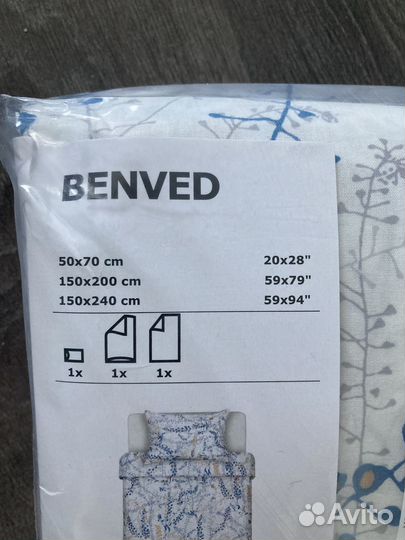 BENVED
50x70 cm 20x28"
150x200 cm 59x79"
150x240 cm 59x94"
1x 1x 1x
Avito